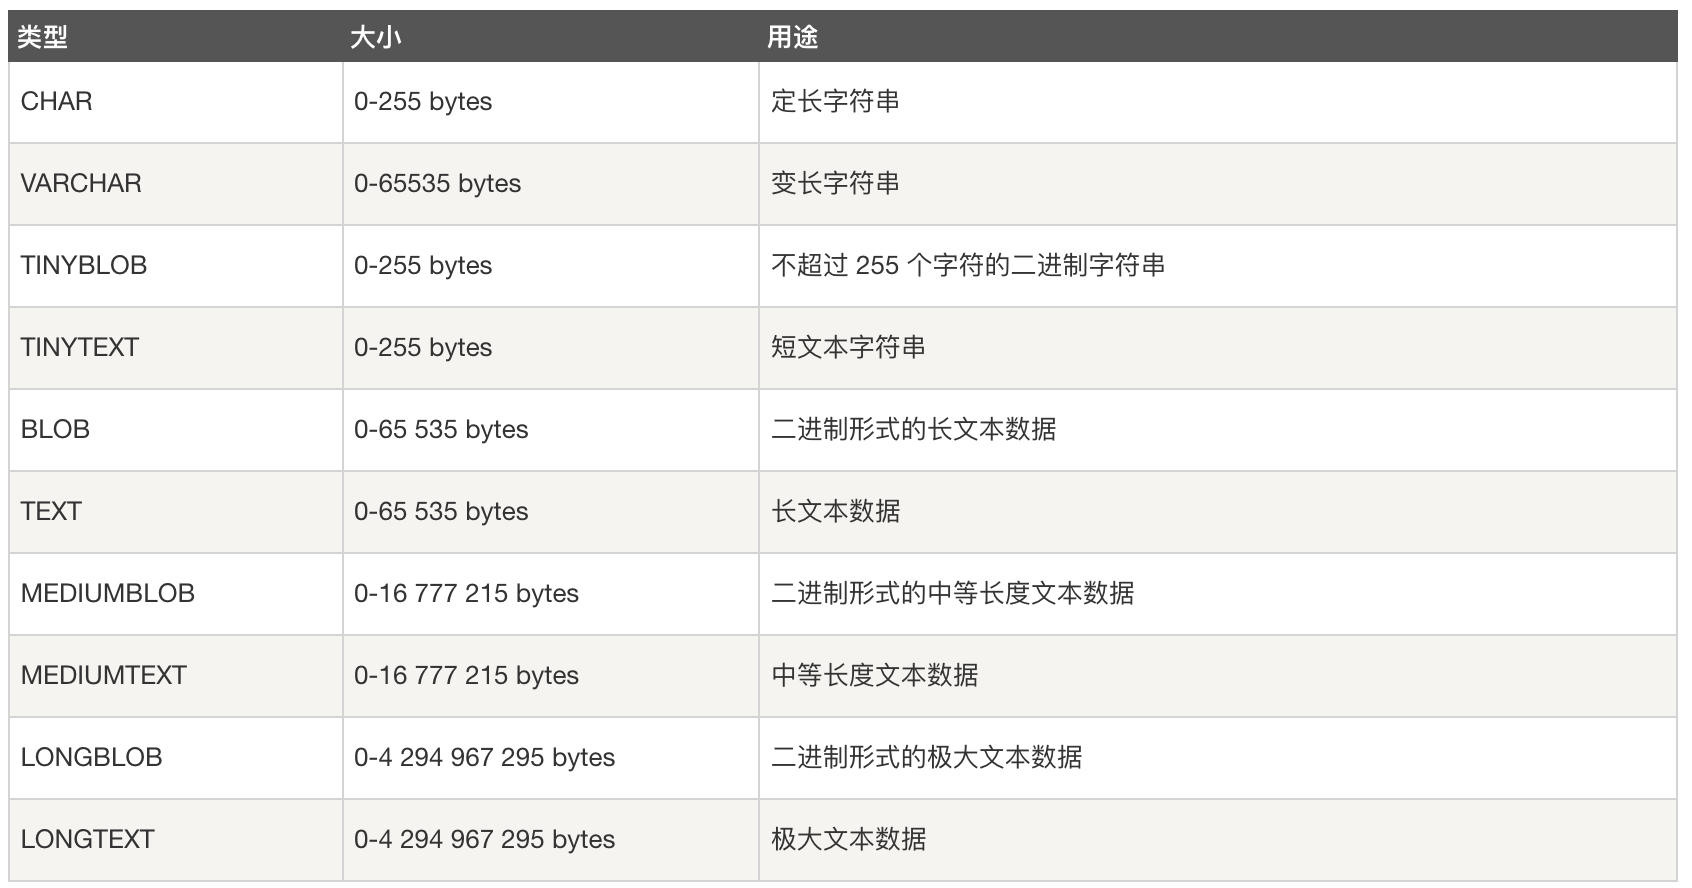 类型 大小 用途
CHAR 0-255 bytes 定长字符串
VARCHAR 0-65535 bytes 变长字符串
TINYBLOB 0-255 bytes 不超过 255 个字符的二进制字符串
TINYTEXT 0-255 bytes 短文本字符串
BLOB 0-65 535 bytes 二进制形式的长文本数据
TEXT 0-65 535 bytes 长文本数据
MEDIUMBLOB 0-16 777 215 bytes 二进制形式的中等长度文本数据
MEDIUMTEXT 0-16 777 215 bytes 中等长度文本数据
LONGBLOB 0-4 294 967 295 bytes 二进制形式的极大文本数据
LONGTEXT 0-4 294 967 295 bytes 极大文本数据